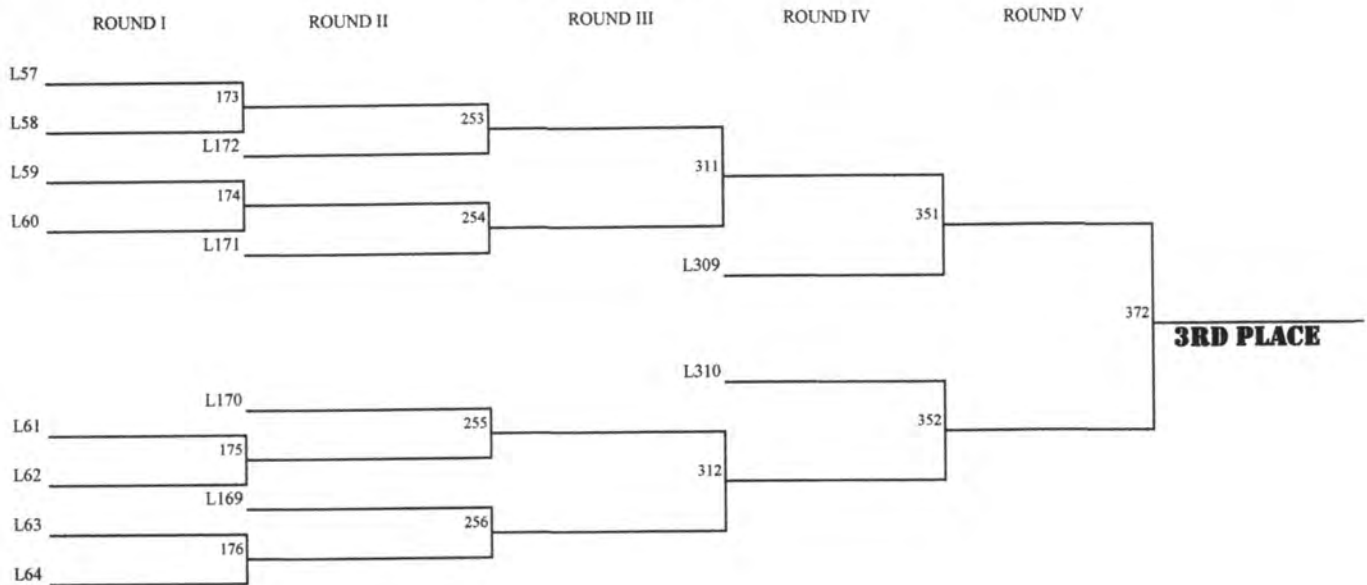 ROUND I ROUND II ROUND III ROUND IV ROUND V
L57
173
L58
253
L172
L59
311
174
L60
254
351
L171
L309
372
3RD PLACE
L310
L170
L61
255
352
175
L62
312
L169
L63
256
176
L64